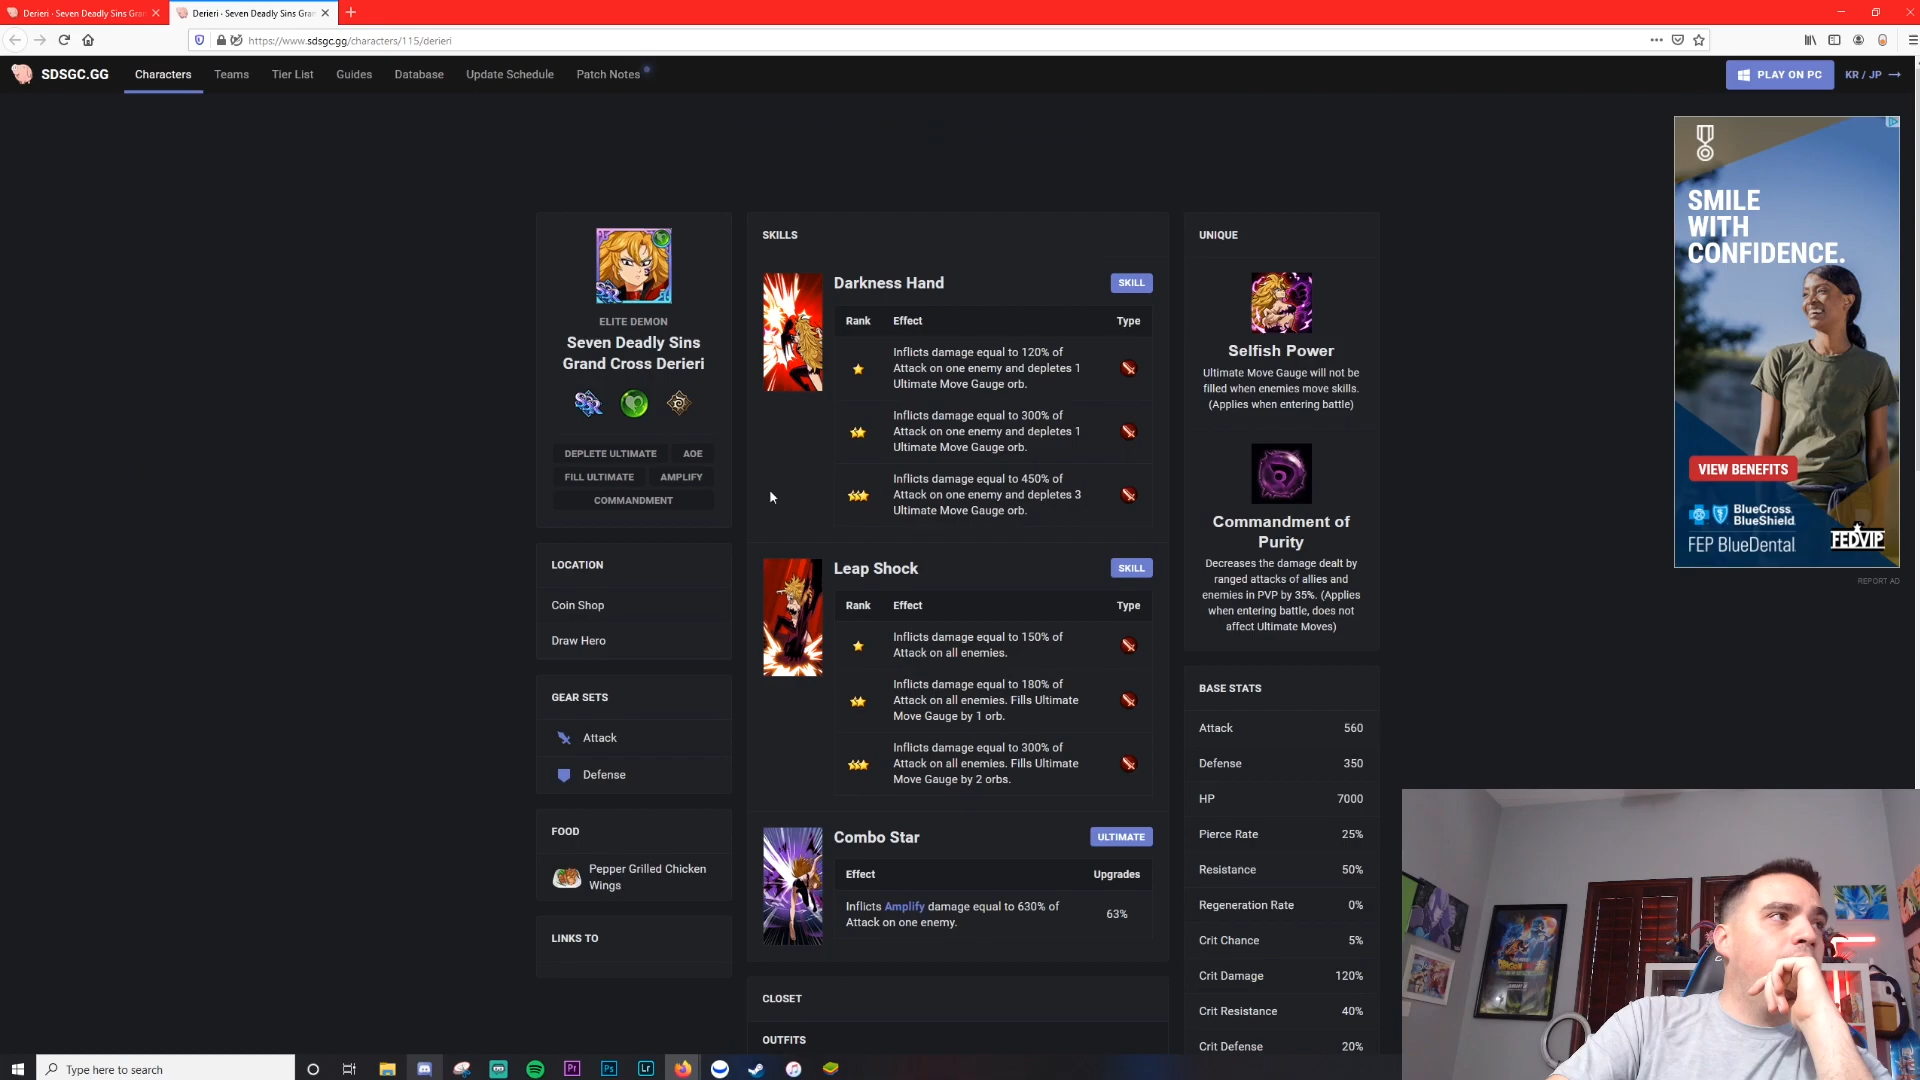 Derieri · Seven Deadly Sins Gran
Derieri · Seven Deadly Sins Gran
https://www.sdsgc.gg/characters/115/derieri
SDSGC.GG
Characters
Teams
Tier List
Guides
Database
Update Schedule
Patch Notes
PLAY ON PC
KR / JP
ELITE DEMON
Seven Deadly Sins
Grand Cross Derieri
SR
DEPLETE ULTIMATE
AOE
FILL ULTIMATE
AMPLIFY
COMMANDMENT
LOCATION
Coin Shop
Draw Hero
GEAR SETS
Attack
Defense
FOOD
Pepper Grilled Chicken
Wings
LINKS TO
SKILLS
Darkness Hand
SKILL
Rank Effect Type
Inflicts damage equal to 120% of
Attack on one enemy and depletes 1
Ultimate Move Gauge orb.
Inflicts damage equal to 300% of
Attack on one enemy and depletes 1
Ultimate Move Gauge orb.
Inflicts damage equal to 450% of
Attack on one enemy and depletes 3
Ultimate Move Gauge orb.
Leap Shock
SKILL
Rank Effect Type
Inflicts damage equal to 150% of
Attack on all enemies.
Inflicts damage equal to 180% of
Attack on all enemies. Fills Ultimate
Move Gauge by 1 orb.
Inflicts damage equal to 300% of
Attack on all enemies. Fills Ultimate
Move Gauge by 2 orbs.
Combo Star
ULTIMATE
Effect Upgrades
Inflicts Amplify damage equal to 630% of
Attack on one enemy.
63%
CLOSET
OUTFITS
UNIQUE
Selfish Power
Ultimate Move Gauge will not be
filled when enemies move skills.
(Applies when entering battle)
Commandment of
Purity
Decreases the damage dealt by
ranged attacks of allies and
enemies in PVP by 35%. (Applies
when entering battle, does not
affect Ultimate Moves)
BASE STATS
Attack 560
Defense 350
HP 7000
Pierce Rate 25%
Resistance 50%
Regeneration Rate 0%
Crit Chance 5%
Crit Damage 120%
Crit Resistance 40%
Crit Defense 20%
SMILE
WITH
CONFIDENCE.
VIEW BENEFITS
BlueCross
BlueShield
FEP BlueDental
FEDVIP
REPORT AD
Type here to search
Pr
Ps
Lr